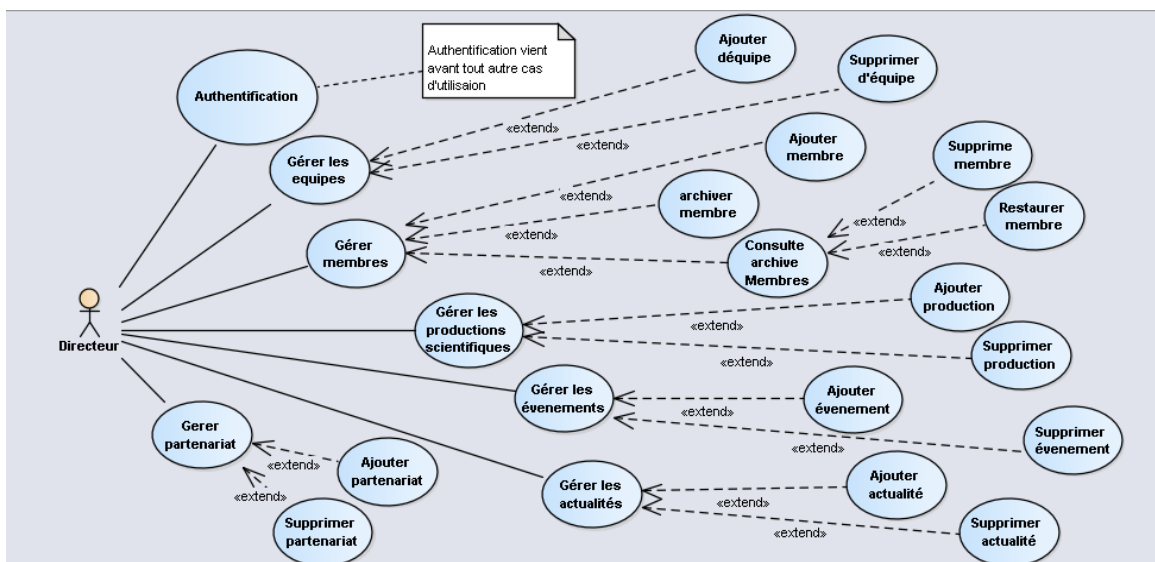 Authentification
Authentification vient
avant tout autre cas
d'utilisaion
Ajouter
déquipe
Supprimer
d'équipe
«extend»
«extend»
Gérer les
equipes
Ajouter
membre
Supprime
membre
archiver
membre
Restaurer
membre
«extend»
«extend»
«extend»
«extend»
«extend»
Gérer
membres
Consulte
archive
Membres
Directeur
Gérer les
productions
scientifiques
Ajouter
production
«extend»
Supprimer
production
«extend»
Gérer les
évenements
Ajouter
évenement
«extend»
Supprimer
évenement
«extend»
Gerer
partenariat
«extend»
Ajouter
partenariat
«extend»
Supprimer
partenariat
Gérer les
actualités
Ajouter
actualité
«extend»
Supprimer
actualité
«extend»